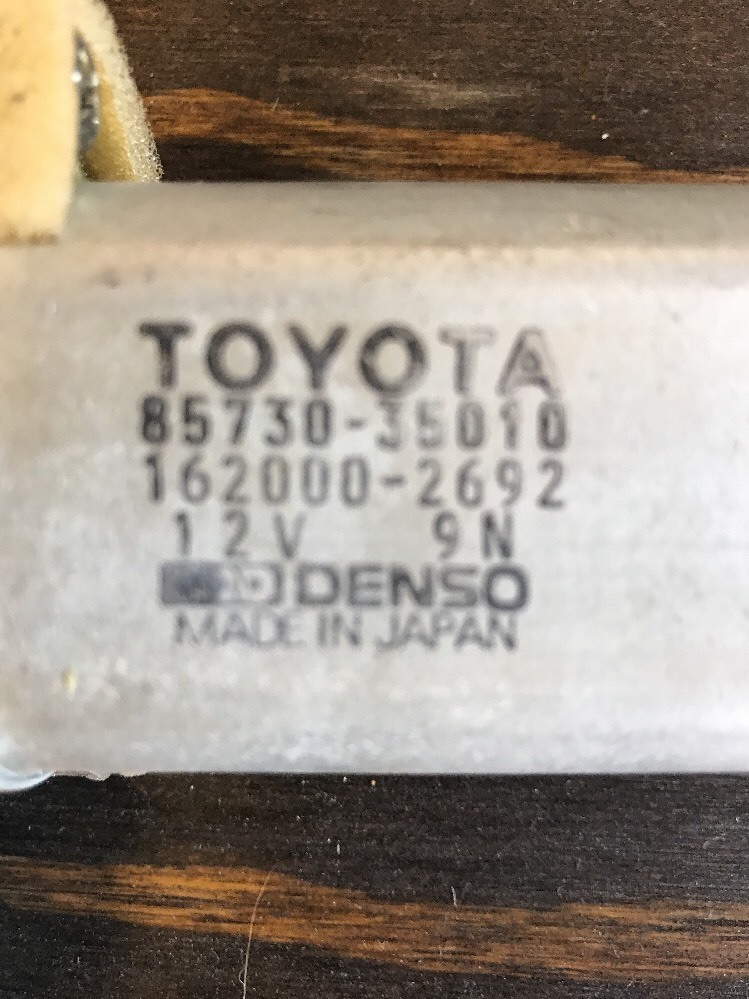 TOYOTA
85730-35010
162000-2692
12V 9N
DENSO
MADE IN JAPAN